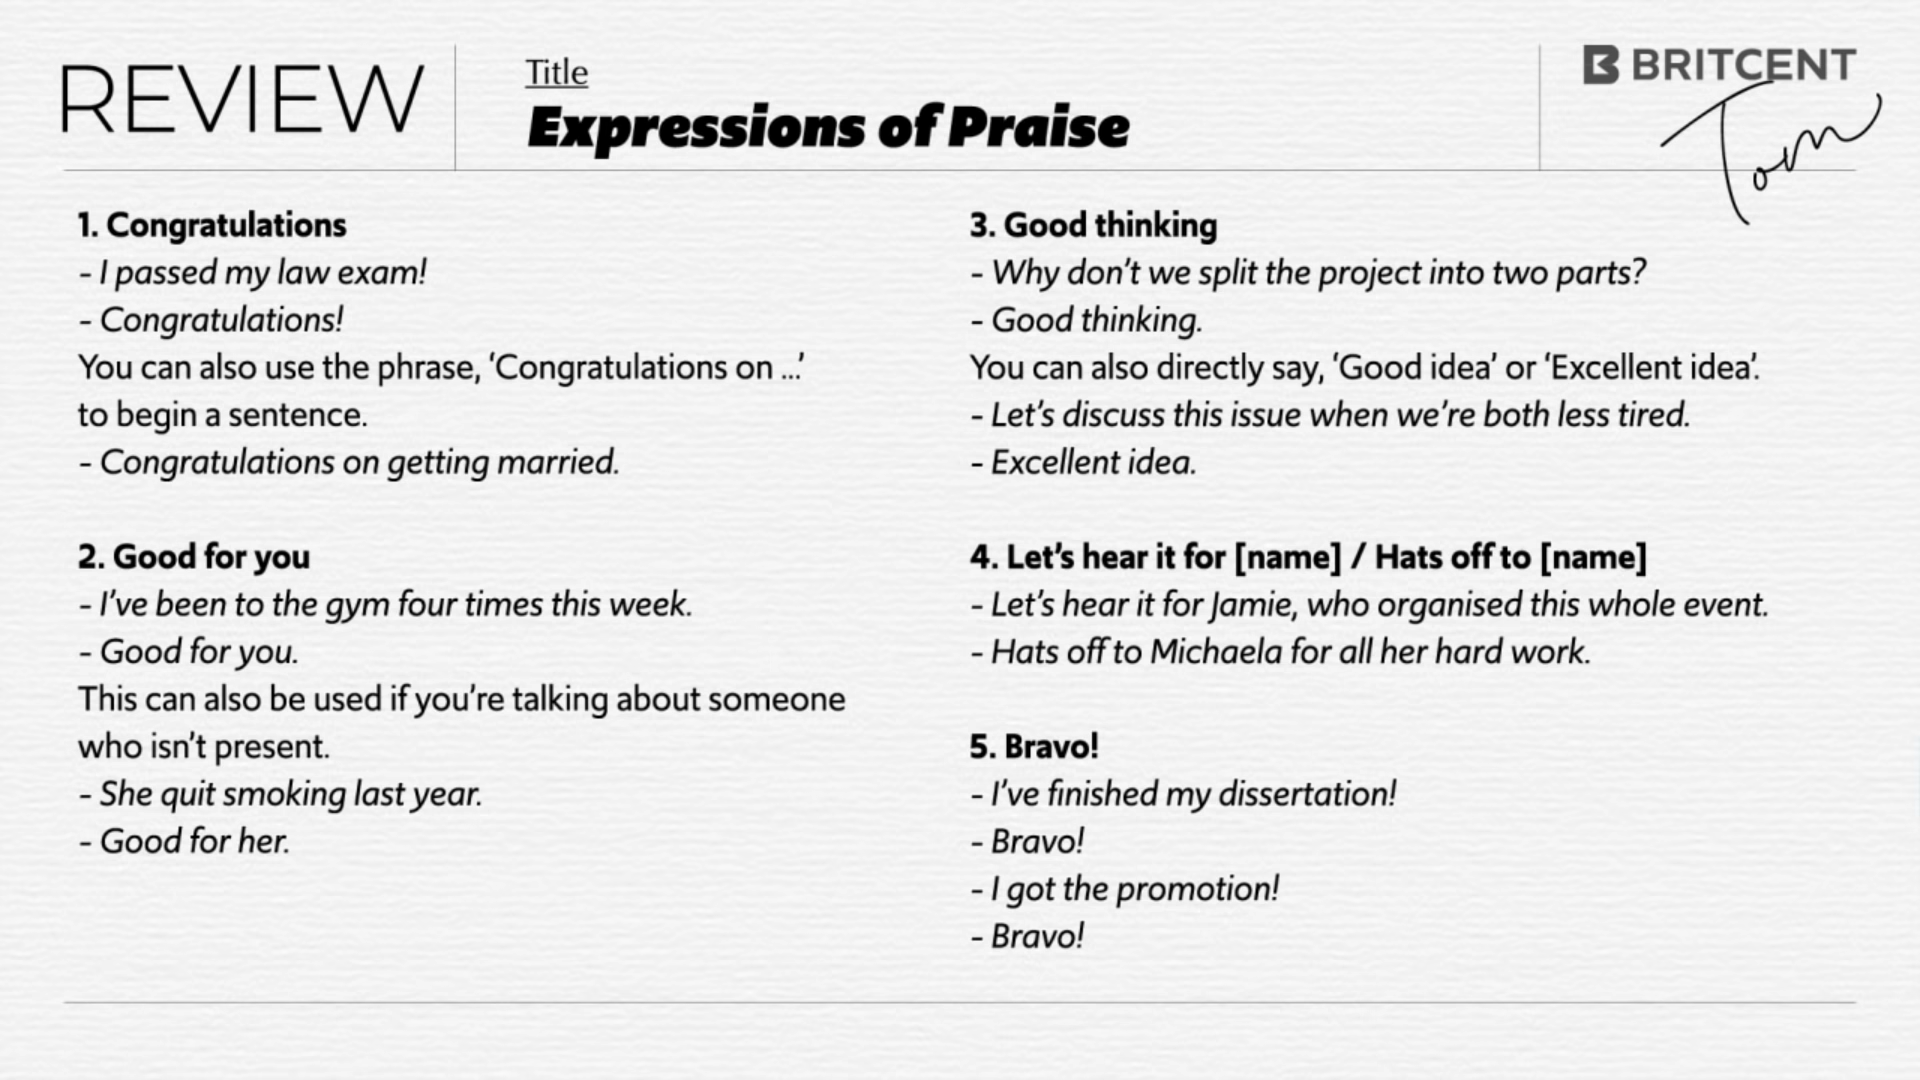 REVIEW
Title
Expressions of Praise
BRITCENT
Tom
1. Congratulations
- I passed my law exam!
- Congratulations!
You can also use the phrase, ‘Congratulations on ...’
to begin a sentence.
- Congratulations on getting married.
2. Good for you
- I’ve been to the gym four times this week.
- Good for you.
This can also be used if you’re talking about someone
who isn’t present.
- She quit smoking last year.
- Good for her.
3. Good thinking
- Why don’t we split the project into two parts?
- Good thinking.
You can also directly say, ‘Good idea’ or ‘Excellent idea’.
- Let’s discuss this issue when we’re both less tired.
- Excellent idea.
4. Let’s hear it for [name] / Hats off to [name]
- Let’s hear it for Jamie, who organised this whole event.
- Hats off to Michaela for all her hard work.
5. Bravo!
- I’ve finished my dissertation!
- Bravo!
- I got the promotion!
- Bravo!